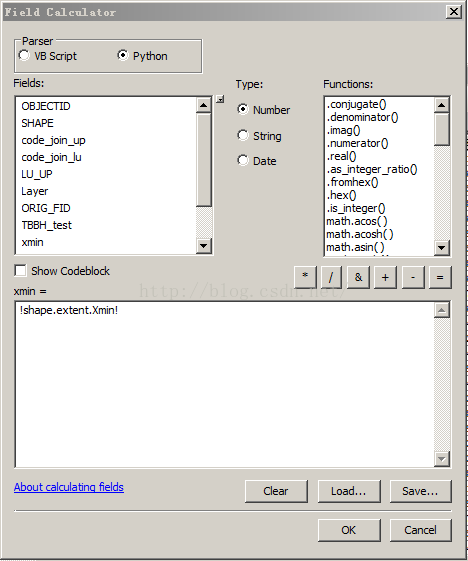 Field Calculator
Parser
VB Script
Python
Fields:
Type:
Functions:
OBJECTID
SHAPE
code_join_up
code_join_lu
LU_UP
Layer
ORIG_FID
TBBH_test
xmin
Number
String
Date
.conjugate()
.denominator()
.imag()
.numerator()
.real()
.as_integer_ratio()
.fromhex()
.hex()
.is_integer()
math.acos( )
math.acosh( )
math.asin( )
Show Codeblock
* / & + - =
http://blog.csdn.net/
xmin =
!shape.extent.Xmin!
About calculating fields
Clear
Load...
Save...
OK
Cancel